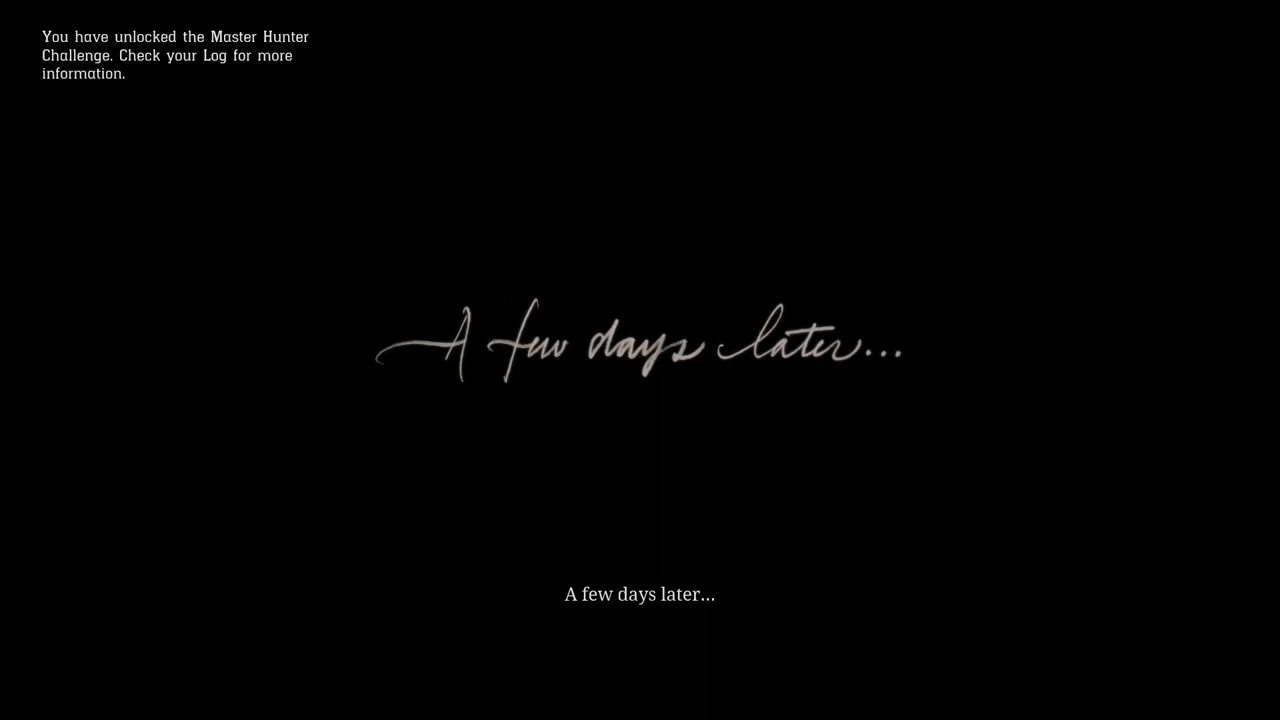 You have unlocked the Master Hunter
Challenge. Check your Log for more
information.
A few days later...
A few days later...